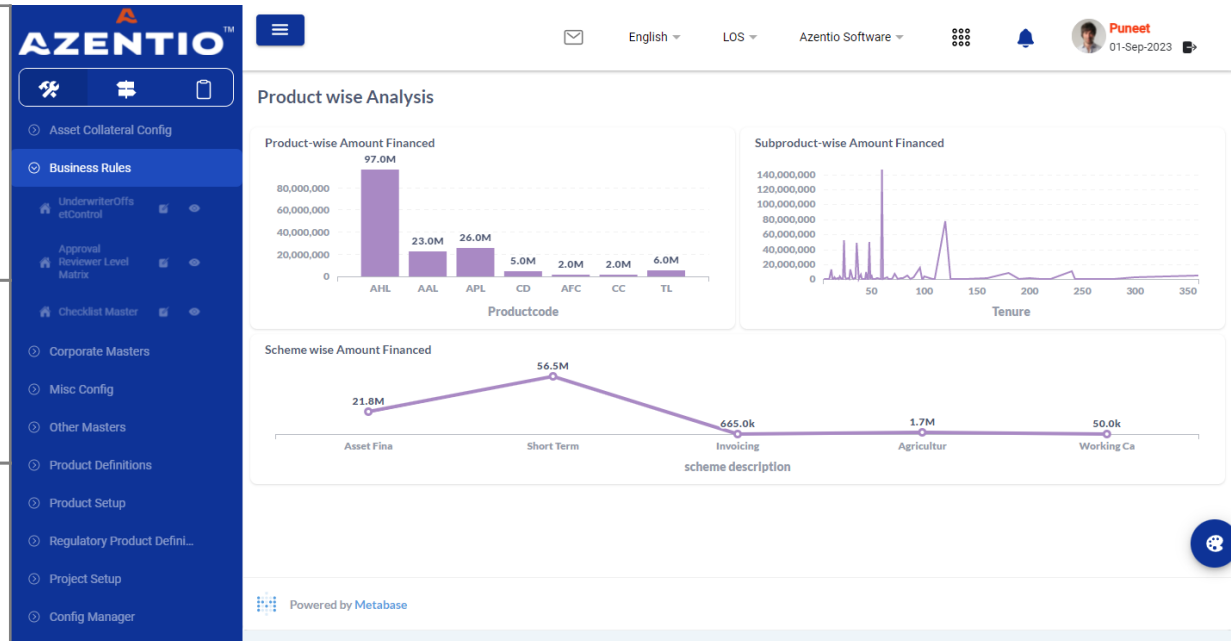 AZENTIO™
English
LOS
Azentio Software
Puneet
01-Sep-2023
Asset Collateral Config
Business Rules
UnderwriterOffs
etControl
Approval
Reviewer Level
Matrix
Checklist Master
Corporate Masters
Misc Config
Other Masters
Product Definitions
Product Setup
Regulatory Product Defini...
Project Setup
Config Manager
Product wise Analysis
Product-wise Amount Financed
97.0M
80,000,000
60,000,000
40,000,000
20,000,000
0
23.0M
26.0M
5.0M
2.0M
2.0M
6.0M
AHL
AAL
APL
CD
AFC
CC
TL
Productcode
Subproduct-wise Amount Financed
140,000,000
120,000,000
100,000,000
80,000,000
60,000,000
40,000,000
20,000,000
0
50
100
150
200
250
300
350
Tenure
Scheme wise Amount Financed
21.8M
56.5M
665.0k
1.7M
50.0k
Asset Fina
Short Term
Invoicing
Agricultur
Working Ca
scheme description
Powered by Metabase